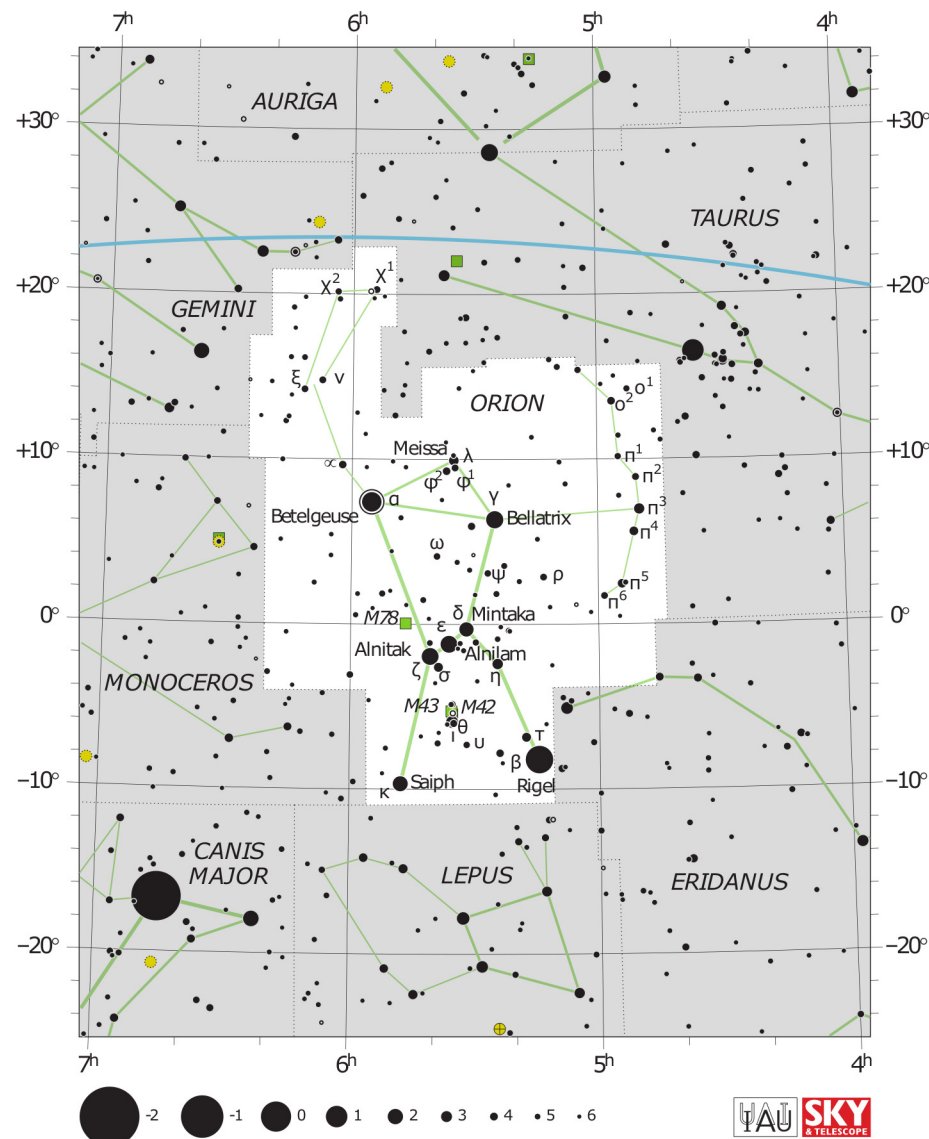 7h 6h 5h 4h
AURIGA
+30° +30°
TAURUS
+20° +20°
χ² χ¹
GEMINI
ξ ν
ο² ο¹
ORION
+10° +10°
Meissa λ
π¹
φ² φ¹
π²
∝
Betelgeuse α
γ
Bellatrix
π³
π⁴
ω
ψ
ρ
π⁵
π⁶
0° 0°
M78
δ Mintaka
ε
Alnitak
Alnilam
ζ σ
η
MONOCEROS
M43 M42
θ
ι υ
τ
β
Rigel
-10° -10°
κ Saiph
CANIS
MAJOR
LEPUS
ERIDANUS
-20° -20°
7h 6h 5h 4h
-2 -1 0 1 2 3 4 5 6
IAU
SKY
& TELESCOPE